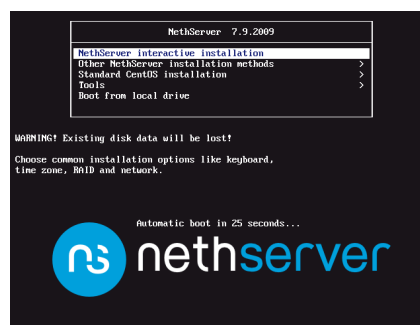 NethServer 7.9.2009
NethServer interactive installation
Other NethServer installation methods >
Standard CentOS installation >
Tools >
Boot from local drive
WARNING! Existing disk data will be lost!
Choose common installation options like keyboard,
time zone, RAID and network.
Automatic boot in 25 seconds...
ns nethserver